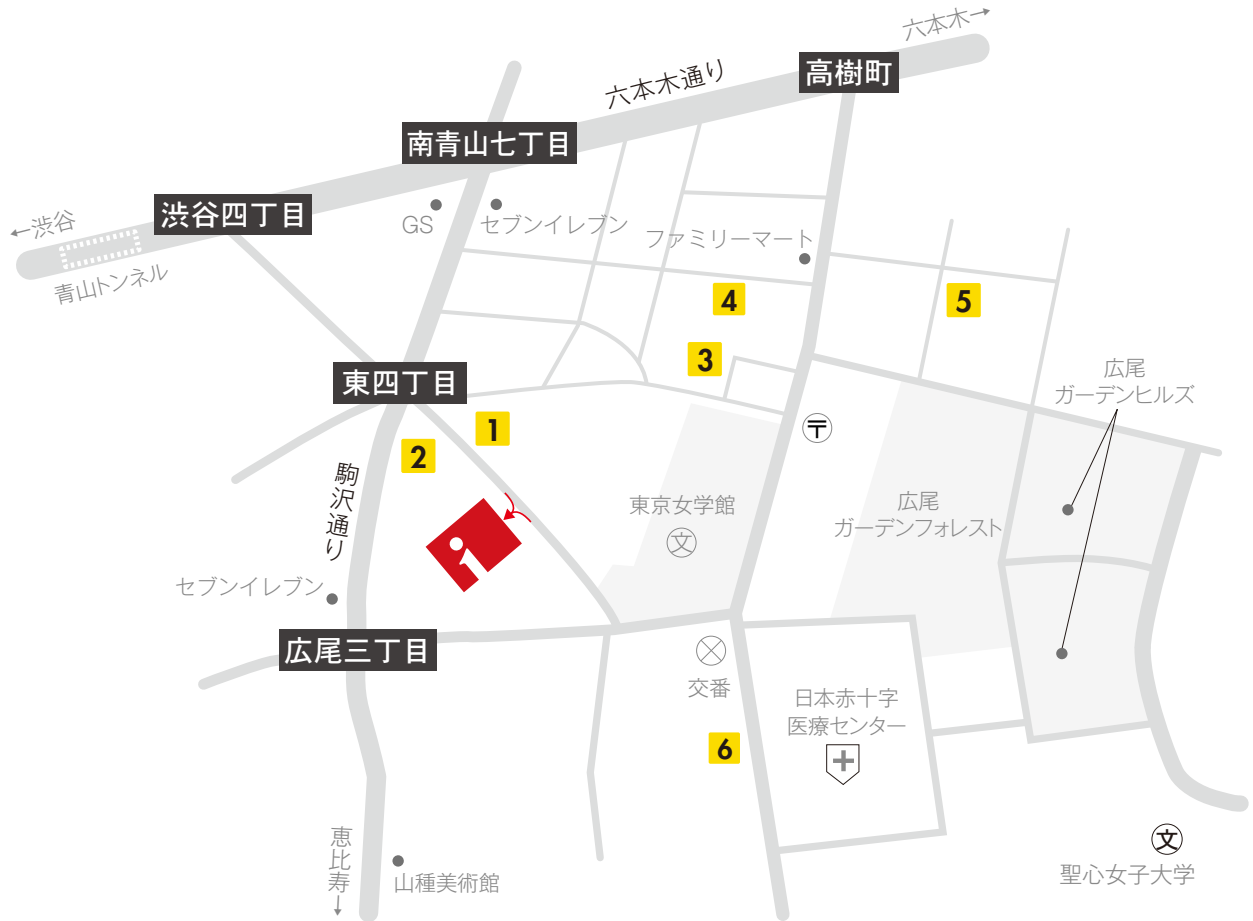 六本木→
高樹町
六本木通り
南青山七丁目
渋谷四丁目
←渋谷
青山トンネル
GS
セブンイレブン
ファミリーマート
4
5
3
東四丁目
広尾
ガーデンヒルズ
1
2
〒
駒沢通り
東京女学館
文
広尾
ガーデンフォレスト
セブンイレブン
広尾三丁目
交番
日本赤十字
医療センター
6
恵比寿→
山種美術館
文
聖心女子大学